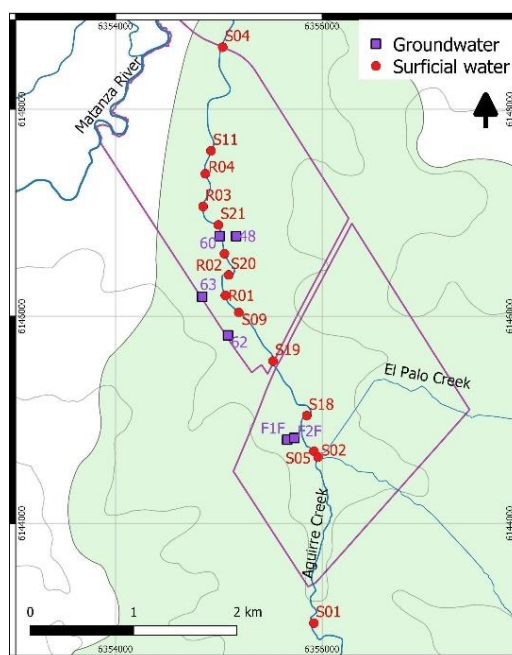 6354000
6356000
S04
Groundwater
Surficial water
Matanza River
6148000
6148000
S11
R04
R03
S21
60
48
R02
S20
63
R01
6146000
6146000
S09
62
S19
El Palo Creek
S18
F1F
F2F
S05
S02
Aguirre Creek
6144000
6144000
0
1
2 km
S01
6354000
6356000